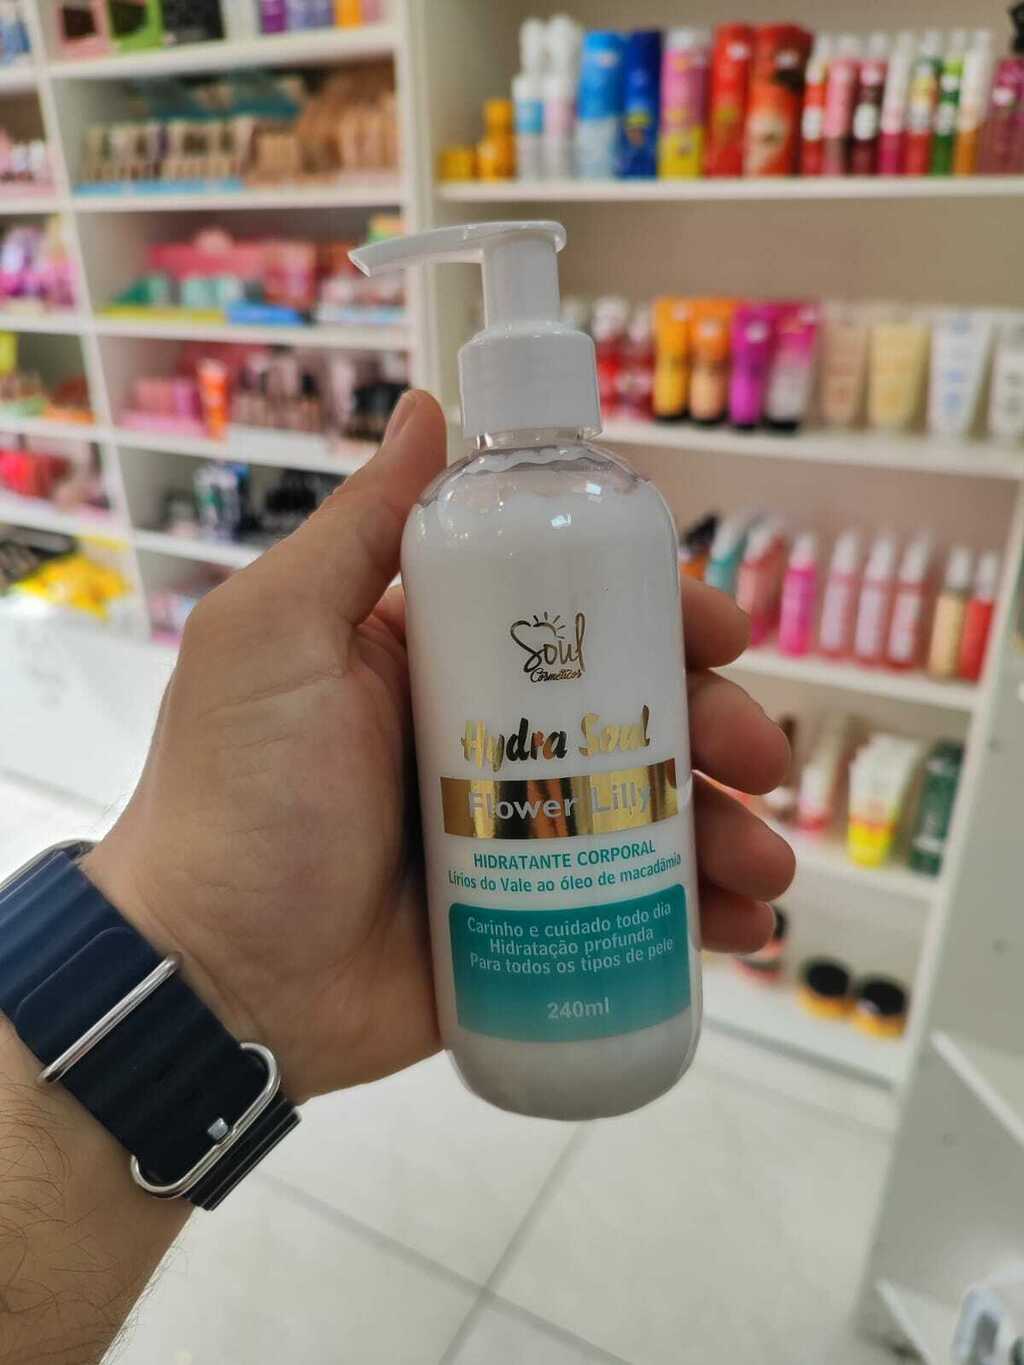 Soul
Cosméticos
Hydra Soul
Flower Lilly
HIDRATANTE CORPORAL
Lírios do Vale ao óleo de macadâmia
Carinho e cuidado todo dia
Hidratação profunda
Para todos os tipos de pele
240ml